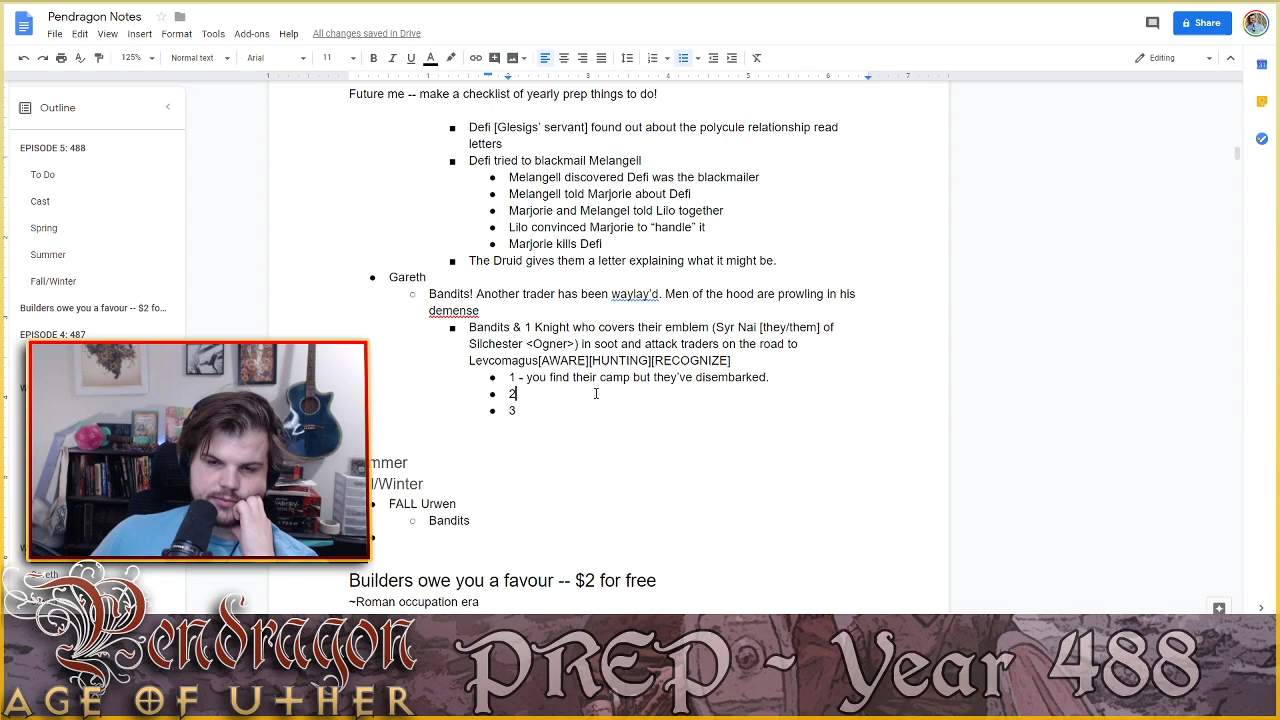 Pendragon Notes
File Edit View Insert Format Tools Add-ons Help All changes saved in Drive
Share
125% Normal text Arial 11 Editing
1 1 2 3 4 5 6 7
Outline
EPISODE 5: 488
To Do
Cast
Spring
Summer
Fall/Winter
Builders owe you a favour -- $2 fo...
EPISODE 4: 487
Future me -- make a checklist of yearly prep things to do!
Defi [Glesigs' servant] found out about the polycule relationship read
letters
Defi tried to blackmail Melangell
Melangell discovered Defi was the blackmailer
Melangell told Marjorie about Defi
Marjorie and Melangel told Lilo together
Lilo convinced Marjorie to “handle” it
Marjorie kills Defi
The Druid gives them a letter explaining what it might be.
Gareth
Bandits! Another trader has been waylay'd. Men of the hood are prowling in his
demense
Bandits & 1 Knight who covers their emblem (Syr Nai [they/them] of
Silchester <Ogner>) in soot and attack traders on the road to
Levcomagus[AWARE][HUNTING][RECOGNIZE]
1 - you find their camp but they've disembarked.
2
3
mmer
l/Winter
FALL Urwen
Bandits
Builders owe you a favour -- $2 for free
~Roman occupation era
Pendragon
AGE OF UTHER
PREP - Year 488